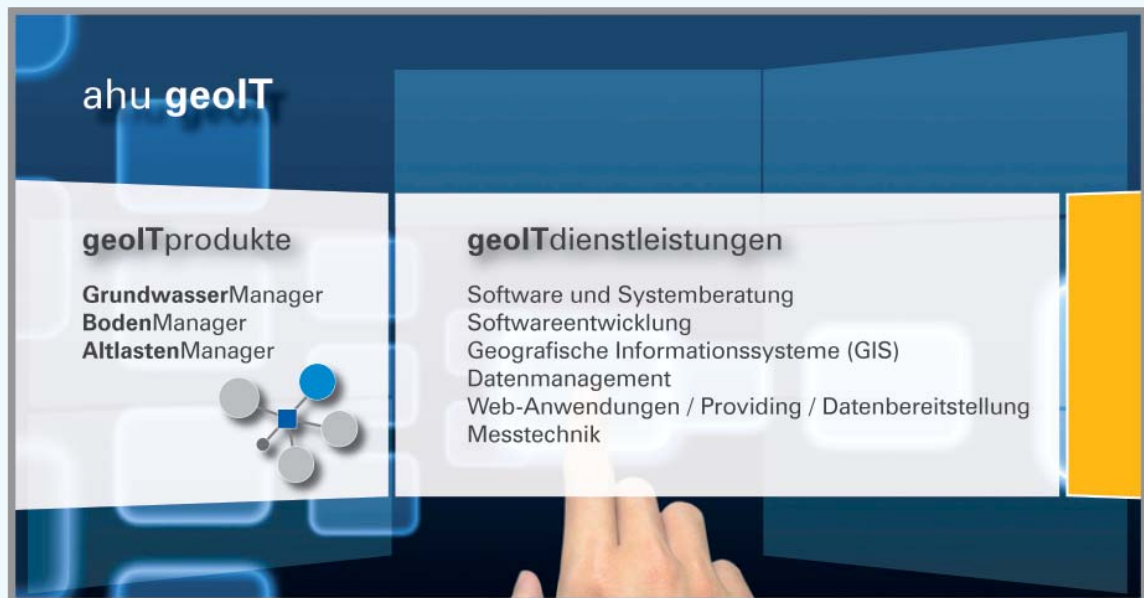 ahu geoIT
geoITprodukte
GrundwasserManager
BodenManager
AltlastenManager
geoITdienstleistungen
Software und Systemberatung
Softwareentwicklung
Geografische Informationssysteme (GIS)
Datenmanagement
Web-Anwendungen / Providing / Datenbereitstellung
Messtechnik